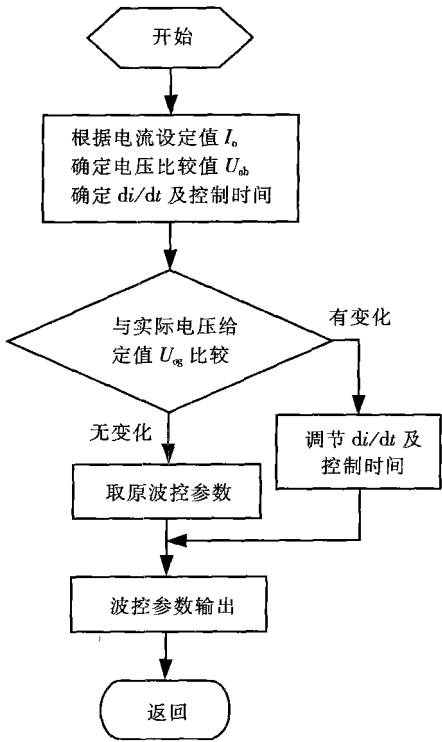 开始
根据电流设定值 I₀
确定电压比较值 Uob
确定 di/dt 及控制时间
与实际电压给
定值 Uog 比较
有变化
无变化
调节 di/dt 及
控制时间
取原波控参数
波控参数输出
返回